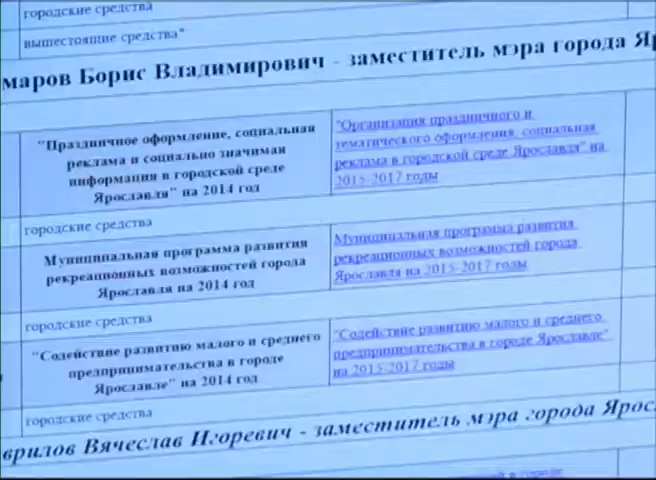 городские средства
вышестоящие средства"
маров Борис Владимирович - заместитель мэра города
"Праздничное оформление, социальная
реклама и социально значимая
информация в городской среде
Ярославля" на 2014 год
"Организация праздничного и
тематического оформления, социальная
реклама в городской среде Ярославля" на
2015-2017 годы
городские средства
Муниципальная программа развития
рекреационных возможностей города
Ярославля на 2014 год
Муниципальная программа развития
рекреационных возможностей города
Ярославля на 2015-2017 годы
городские средства
"Содействие развитию малого и среднего
предпринимательства в городе
Ярославле" на 2014 год
"Содействие развитию малого и среднего
предпринимательства в городе Ярославле"
на 2015-2017 годы
городские средства
врилов Вячеслав Игоревич - заместитель мэра города
в городе